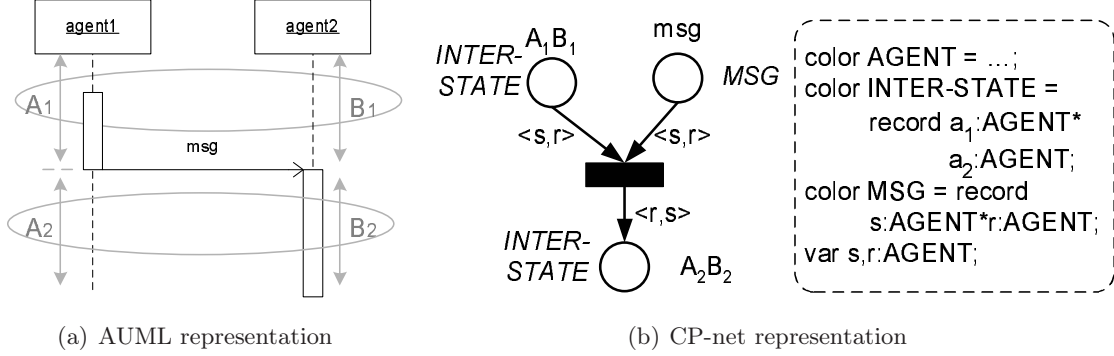 agent1
agent2
A1
B1
msg
A2
B2
(a) AUML representation
A1B1
msg
INTER-
STATE
MSG
<s,r>
<s,r>
<r,s>
INTER-
STATE
A2B2
color AGENT = ...;
color INTER-STATE =
record a1:AGENT*
a2:AGENT;
color MSG = record
s:AGENT*r:AGENT;
var s,r:AGENT;
(b) CP-net representation